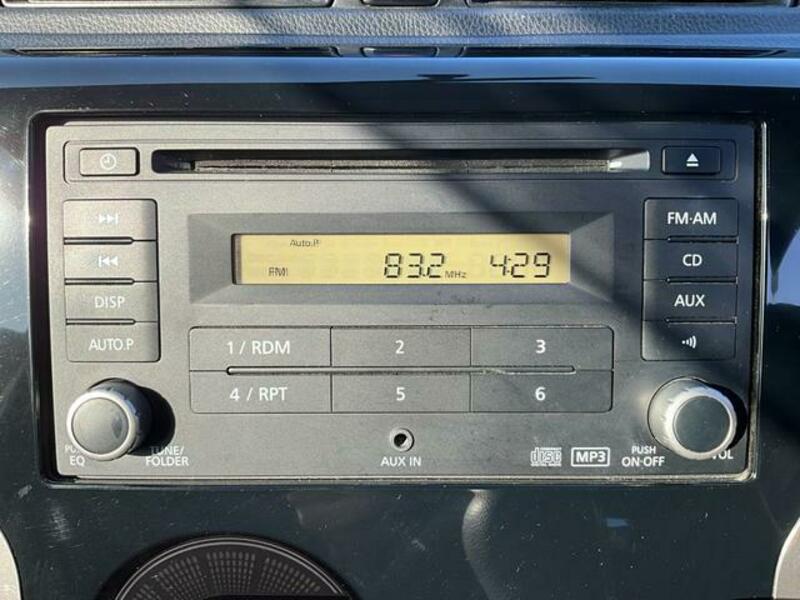 FM·AM
Auto.P
CD
FM1 83.2 MHz 4:29
DISP
AUX
AUTO.P
1 / RDM 2 3
4 / RPT 5 6
TUNE/
FOLDER
EQ
AUX IN
disc
MP3
PUSH
ON·OFF
VOL